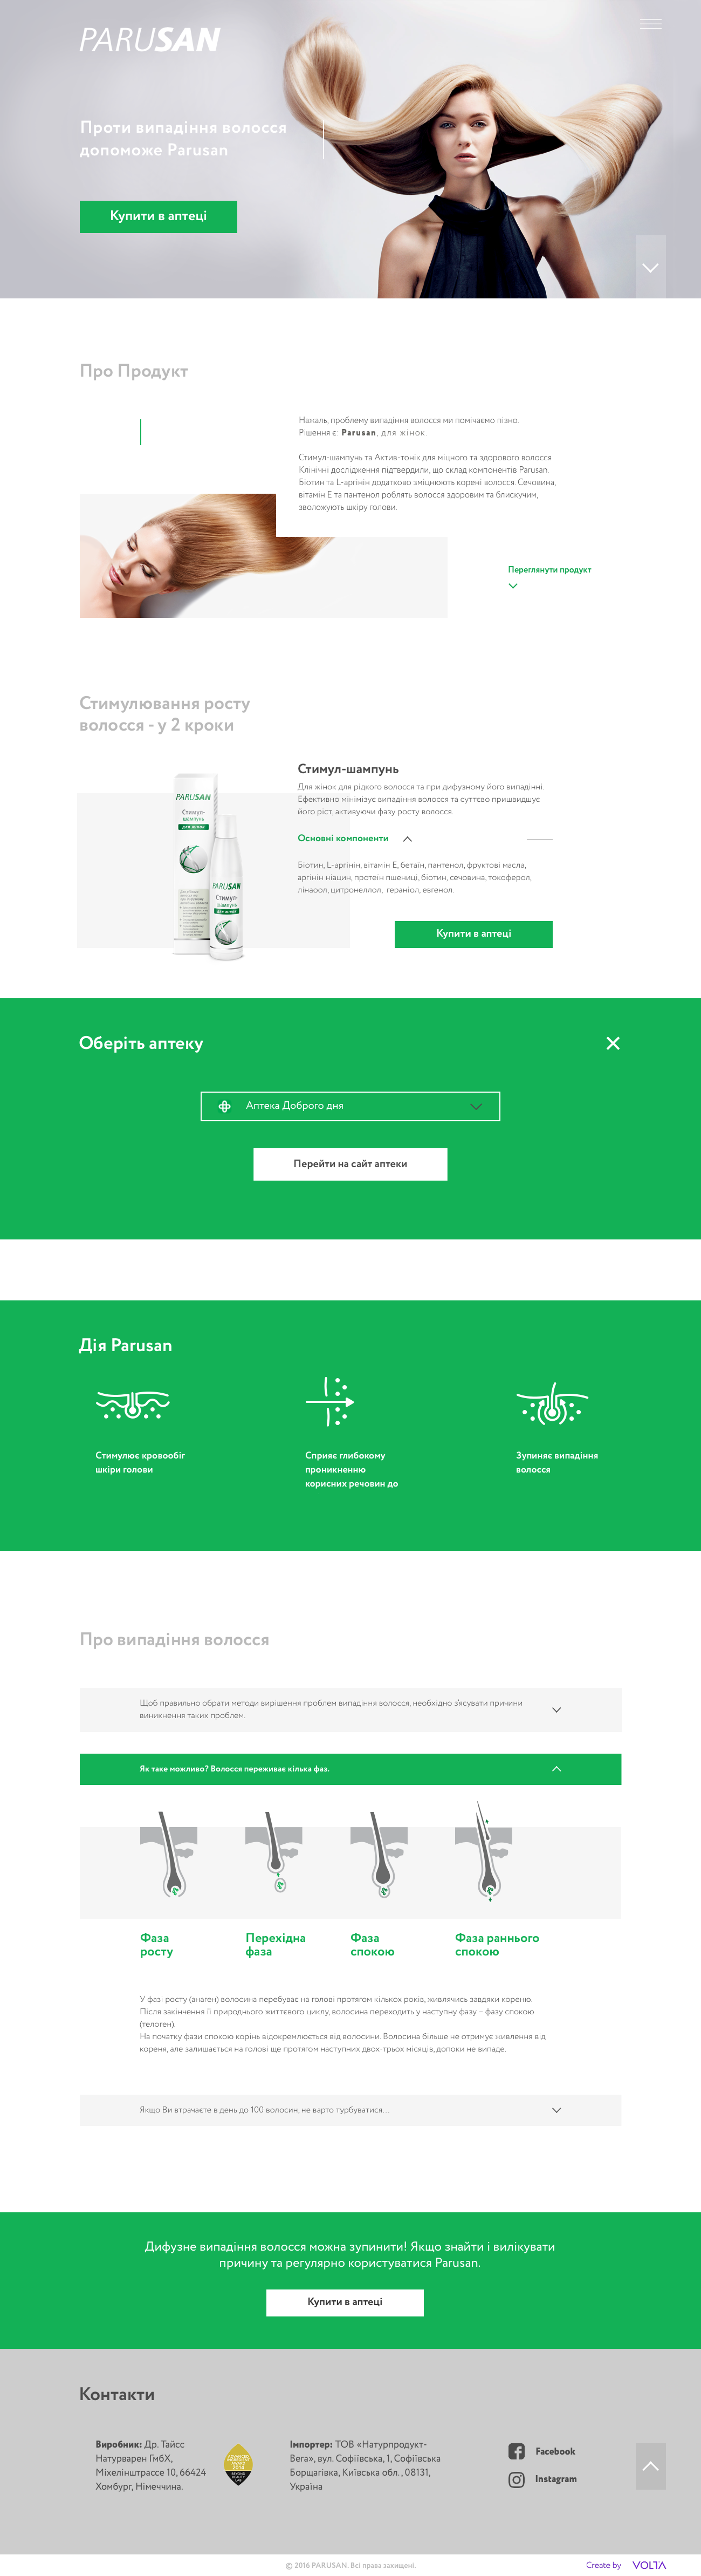 PARUSAN
Проти випадіння волосся
допоможе Parusan
Купити в аптеці
Про Продукт
Нажаль, проблему випадіння волосся ми помічаємо пізно.
Рішення є: Parusan, для жінок.
Стимул-шампунь та Актив-тонік для міцного та здорового волосся
Клінічні дослідження підтвердили, що склад компонентів Parusan.
Біотин та L-аргінін додатково зміцнюють корені волосся. Сечовина,
вітамін Е та пантенол роблять волосся здоровим та блискучим,
зволожують шкіру голови.
Переглянути продукт
Стимулювання росту
волосся - у 2 кроки
Стимул-шампунь
Для жінок для рідкого волосся та при дифузному його випадінні.
Ефективно мінімізує випадіння волосся та суттєво пришвидшує
його ріст, активуючи фазу росту волосся.
Основні компоненти
Біотин, L-аргінін, вітамін Е, бетаїн, пантенол, фруктові масла,
аргінін ніацин, протеїн пшениці, біотин, сечовина, токоферол,
лінаоол, цитронеллол, гераніол, евгенол.
Купити в аптеці
PARUSAN
Стимул-
шампунь
для жінок
PARUSAN
Стимул-
шампунь
для жінок
Оберіть аптеку
Аптека Доброго дня
Перейти на сайт аптеки
Дія Parusan
Стимулює кровообіг
шкіри голови
Сприяє глибокому
проникненню
корисних речовин до
Зупиняє випадіння
волосся
Про випадіння волосся
Щоб правильно обрати методи вирішення проблем випадіння волосся, необхідно з'ясувати причини
виникнення таких проблем.
Як таке можливо? Волосся переживає кілька фаз.
Фаза
росту
Перехідна
фаза
Фаза
спокою
Фаза раннього
спокою
У фазі росту (анаген) волосина перебуває на голові протягом кількох років, живлячись завдяки кореню.
Після закінчення її природнього життєвого циклу, волосина переходить у наступну фазу – фазу спокою
(телоген).
На початку фази спокою корінь відокремлюється від волосини. Волосина більше не отримує живлення від
кореня, але залишається на голові ще протягом наступних двох-трьох місяців, допоки не випаде.
Якщо Ви втрачаєте в день до 100 волосин, не варто турбуватися...
Дифузне випадіння волосся можна зупинити! Якщо знайти і вилікувати
причину та регулярно користуватися Parusan.
Купити в аптеці
Контакти
Виробник: Др. Тайсс
Натурварен ГмбХ,
Міхелінштрассе 10, 66424
Хомбург, Німеччина.
Імпортер: ТОВ «Натурпродукт-
Вега», вул. Софіївська, 1, Софіївська
Борщагівка, Київська обл. , 08131,
Україна
Facebook
Instagram
© 2016 PARUSAN. Всі права захищені.
Create by VOLTA